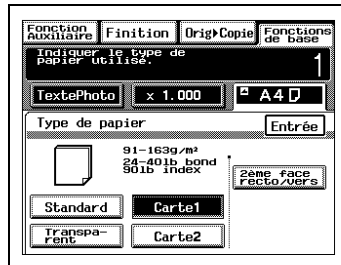 Fonction
Auxiliaire
Finition
Orig▸Copie
Fonctions
de base
Indiquer le type de
papier utilisé.
1
TextePhoto
× 1.000
A4
Type de papier
Entrée
91-163g/m²
24-40lb bond
90lb index
2ème face
recto/vers
Standard
Carte1
Transpa-
rent
Carte2